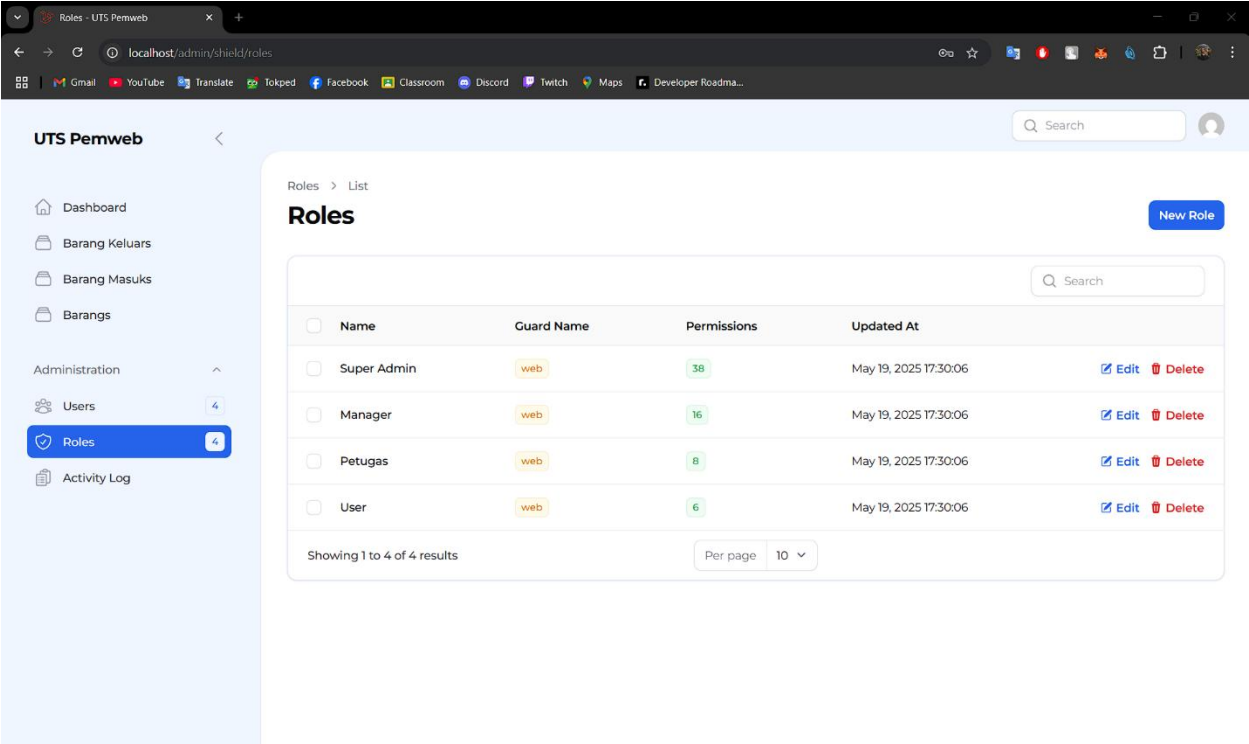 Roles - UTS Pemweb
localhost/admin/shield/roles
Gmail YouTube Translate Tokped Facebook Classroom Discord Twitch Maps Developer Roadma...
UTS Pemweb
Search
Dashboard
Barang Keluars
Barang Masuks
Barangs
Administration
Users 4
Roles 4
Activity Log
Roles > List
Roles
New Role
Search
Name Guard Name Permissions Updated At
Super Admin web 38 May 19, 2025 17:30:06 Edit Delete
Manager web 16 May 19, 2025 17:30:06 Edit Delete
Petugas web 8 May 19, 2025 17:30:06 Edit Delete
User web 6 May 19, 2025 17:30:06 Edit Delete
Showing 1 to 4 of 4 results
Per page 10